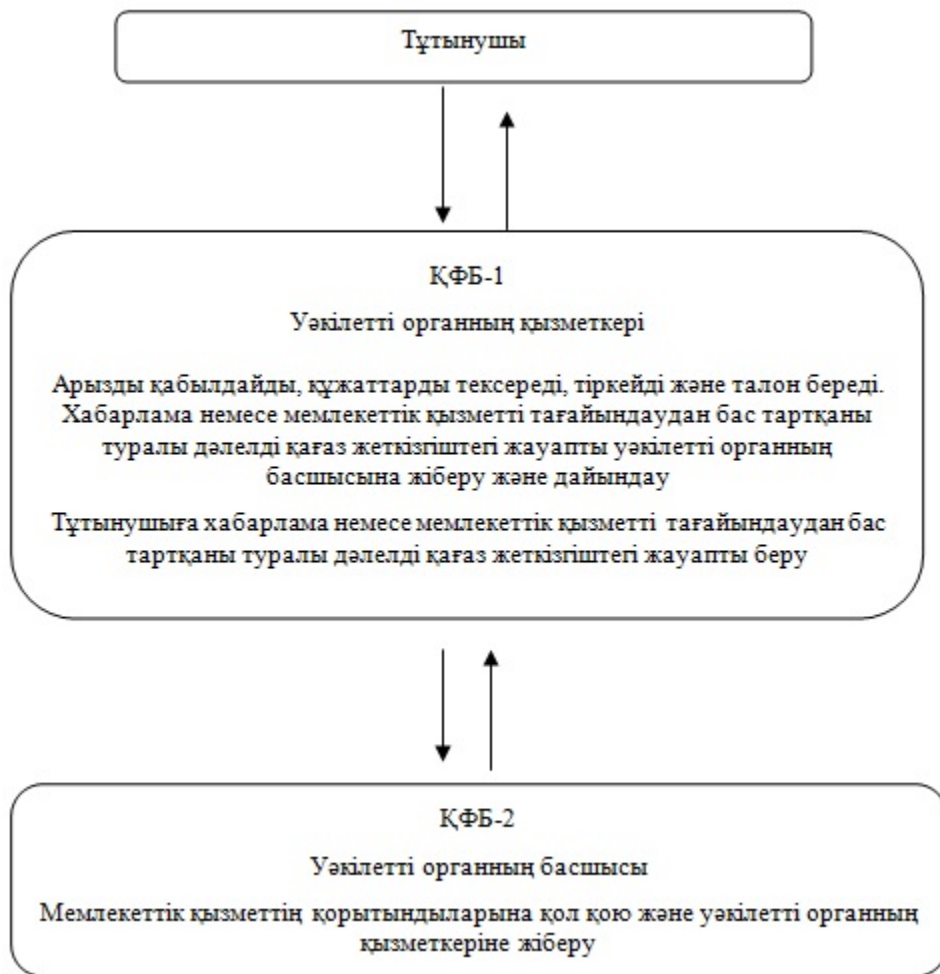 Тұтынушы
ҚФБ-1
Уәкілетті органның қызметкері
Арызды қабылдайды, құжаттарды тексереді, тіркейді және талон береді.
Хабарлама немесе мемлекеттік қызметті тағайындаудан бас тартқаны
туралы дәлелді қағаз жеткізгіштегі жауапты уәкілетті органның
басшысына жіберу және дайындау
Тұтынушыға хабарлама немесе мемлекеттік қызметті тағайындаудан бас
тартқаны туралы дәлелді қағаз жеткізгіштегі жауапты беру
ҚФБ-2
Уәкілетті органның басшысы
Мемлекеттік қызметтің қорытындыларына қол қою және уәкілетті органның
қызметкеріне жіберу